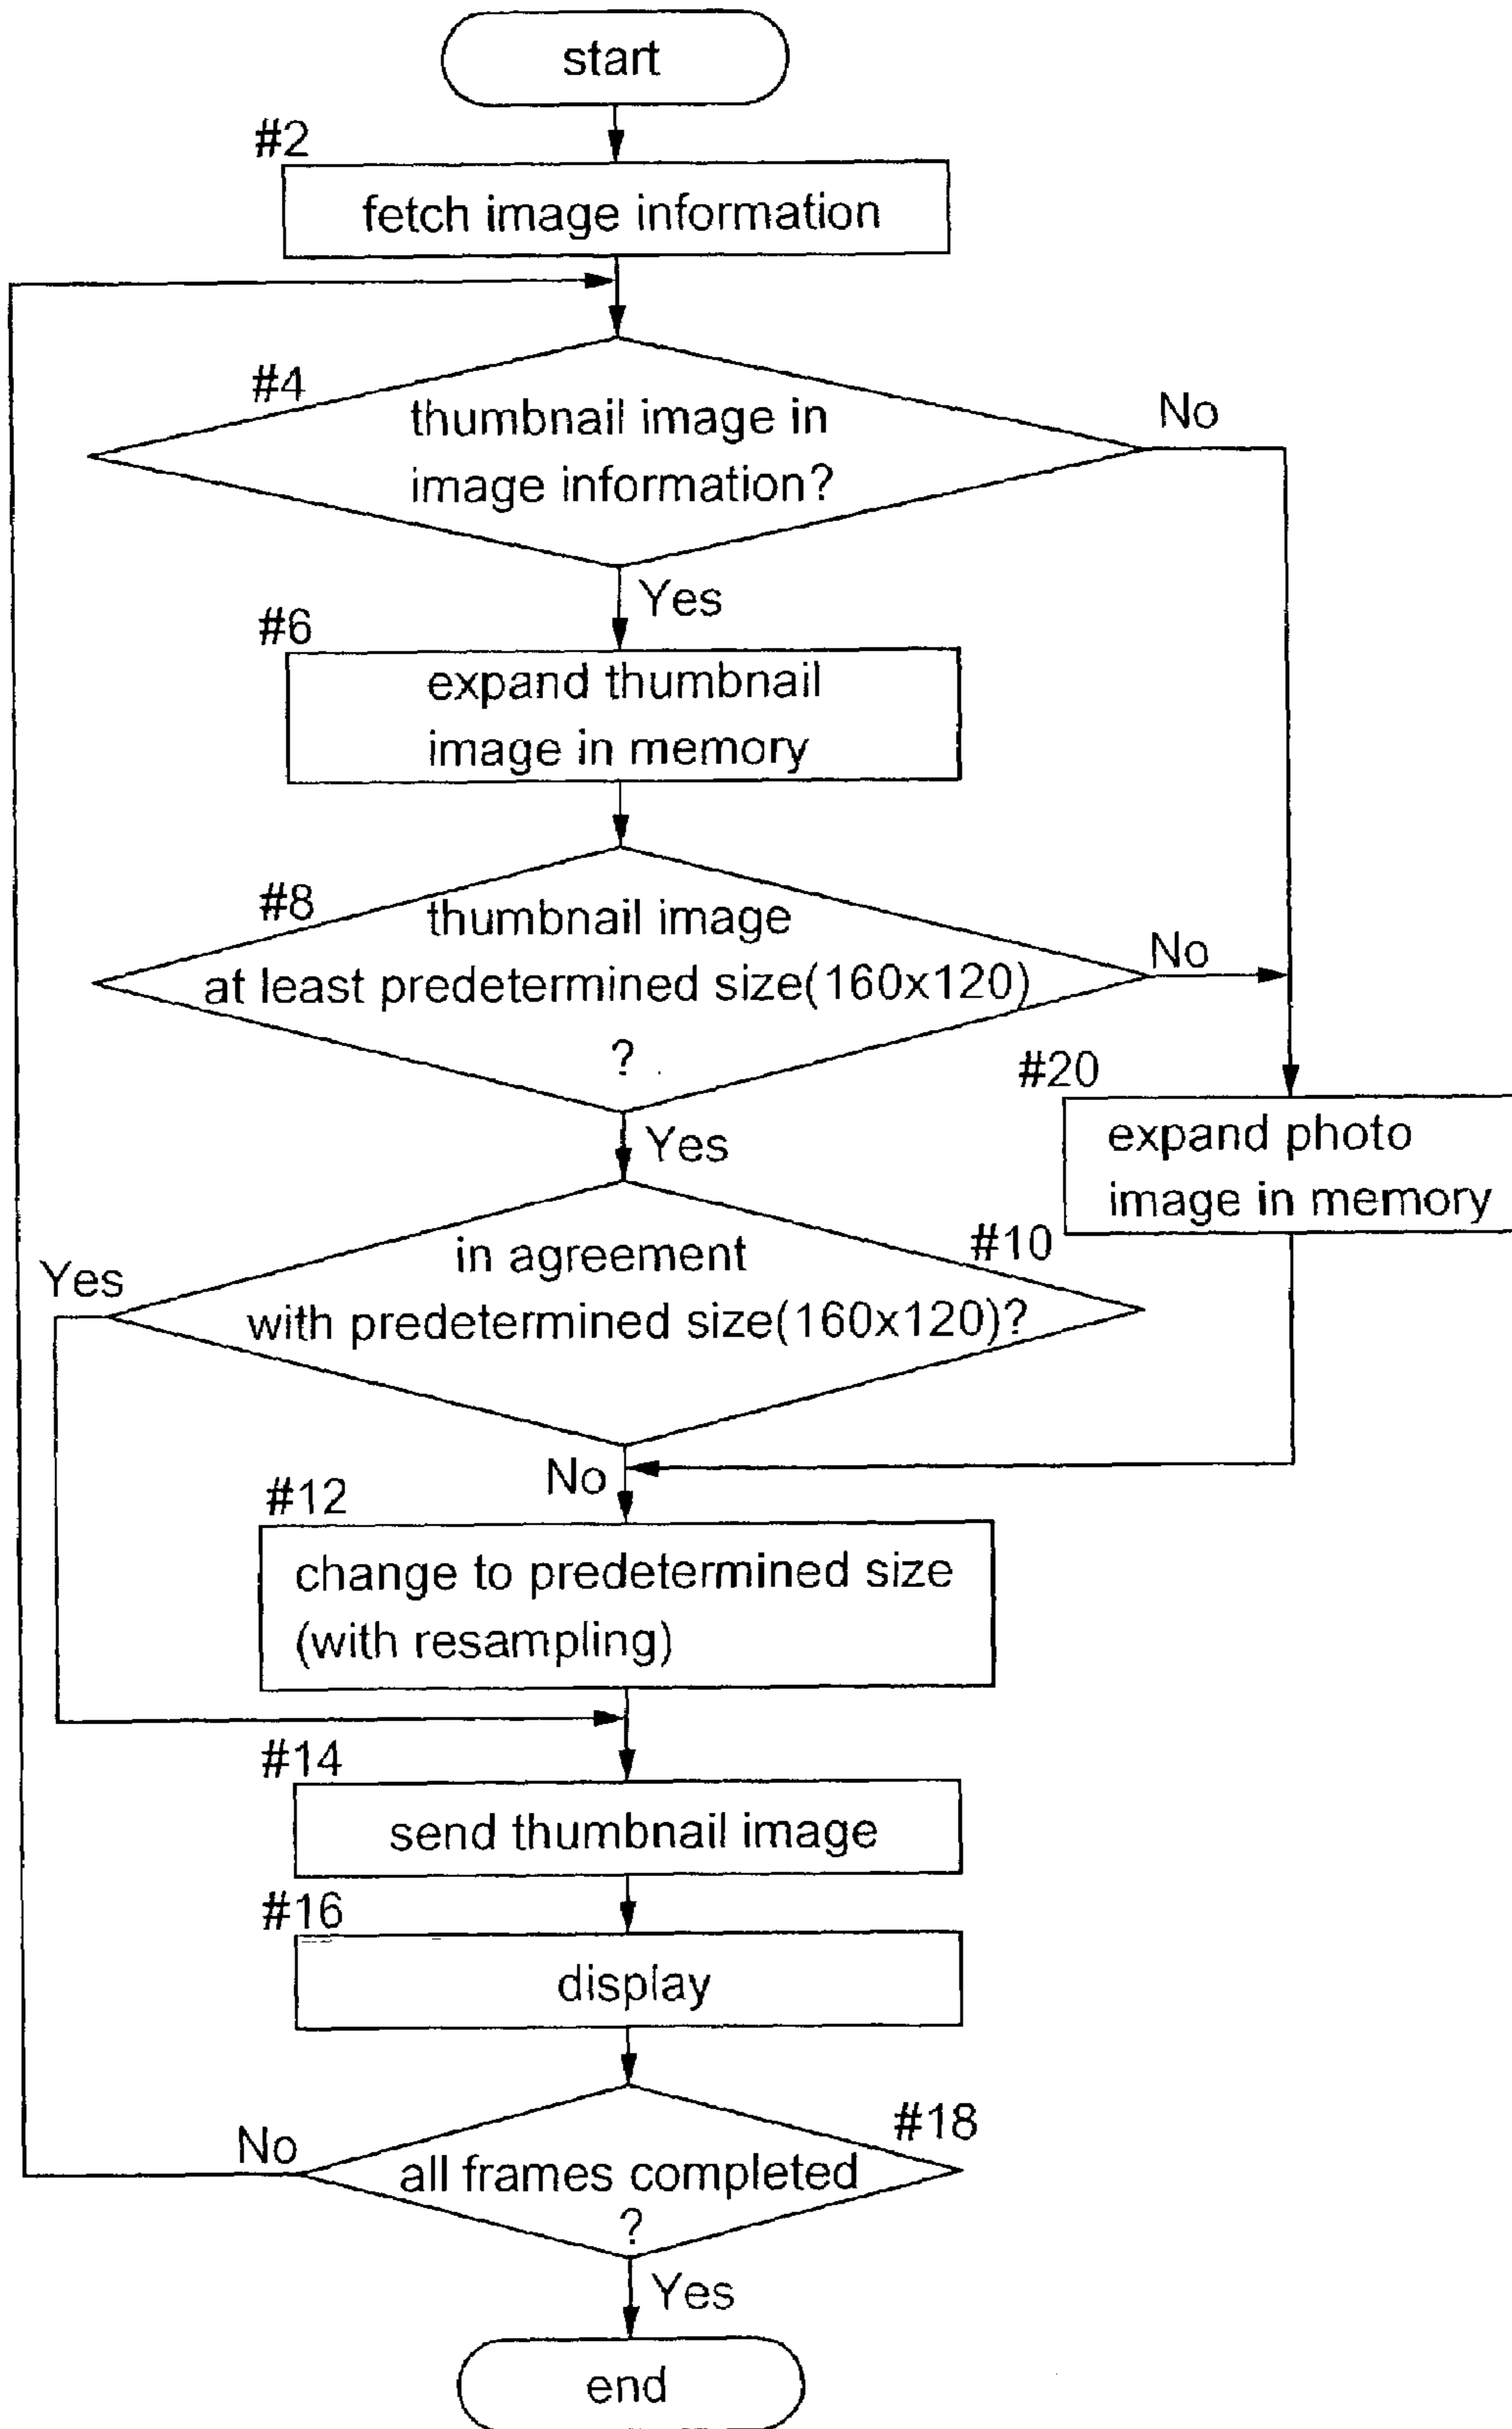 start
#2
fetch image information
#4
thumbnail image in
image information?
No
Yes
#6
expand thumbnail
image in memory
#8
thumbnail image
at least predetermined size(160x120)
?
No
Yes
#20
expand photo
image in memory
#10
in agreement
with predetermined size(160x120)?
Yes
No
#12
change to predetermined size
(with resampling)
#14
send thumbnail image
#16
display
#18
all frames completed
?
No
Yes
end